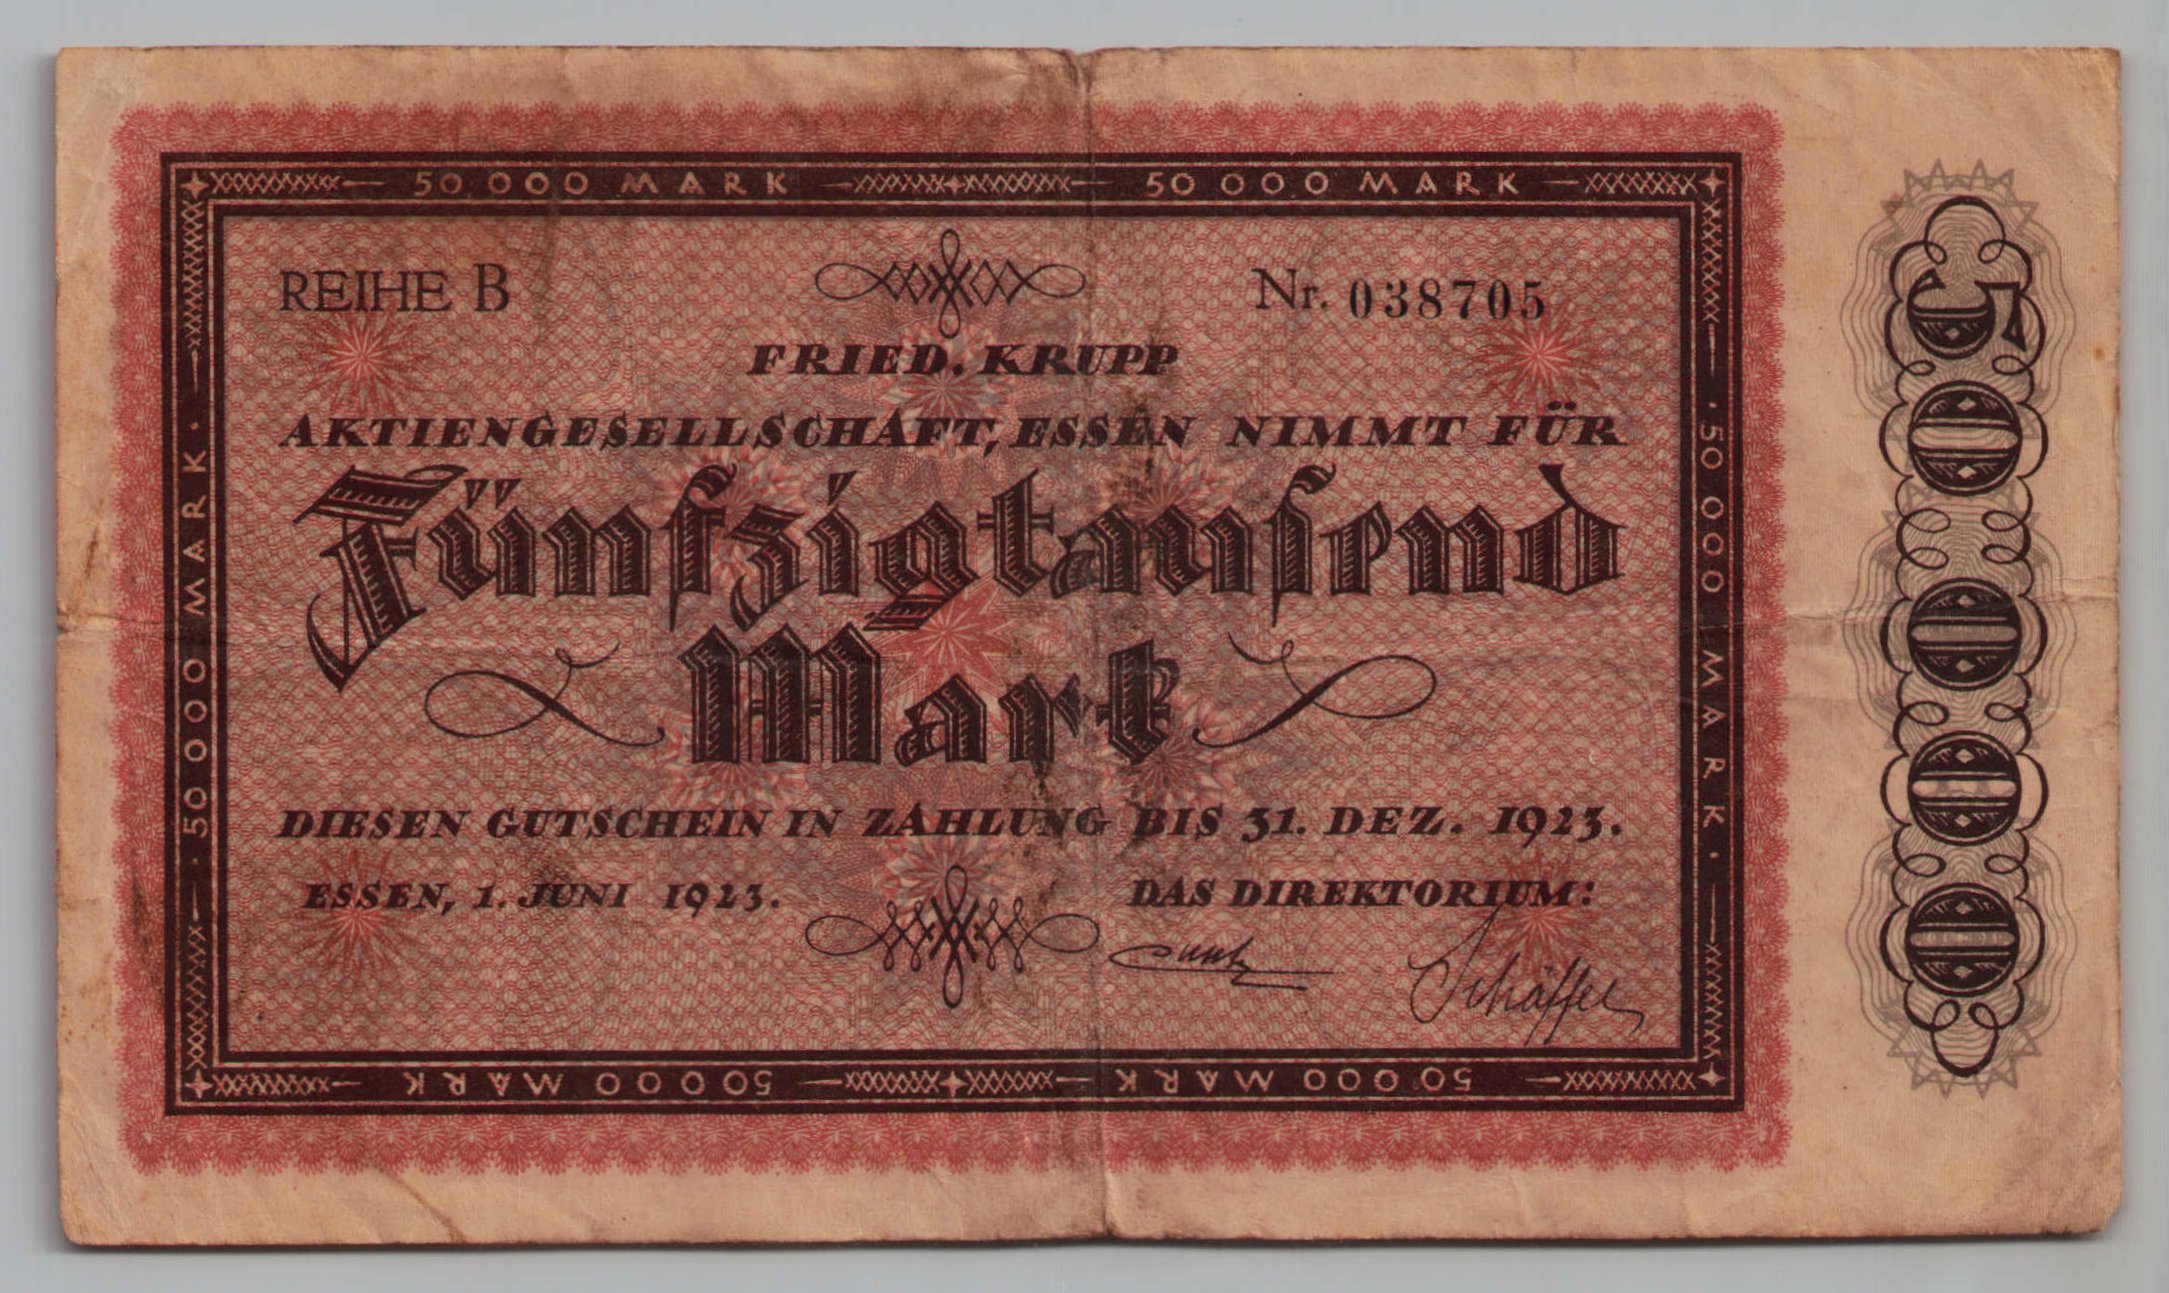 50 000 MARK 50 000 MARK
REIHE B
Nr. 038705
FRIED. KRUPP
AKTIENGESELLSCHAFT, ESSEN NIMMT FÜR
Fünfzigtausend
Mark
DIESEN GUTSCHEIN IN ZAHLUNG BIS 31. DEZ. 1923.
ESSEN, 1. JUNI 1923.
DAS DIREKTORIUM:
Schäffer
50 000 MARK
50 000 MARK
50 000 MARK 50 000 MARK
50000